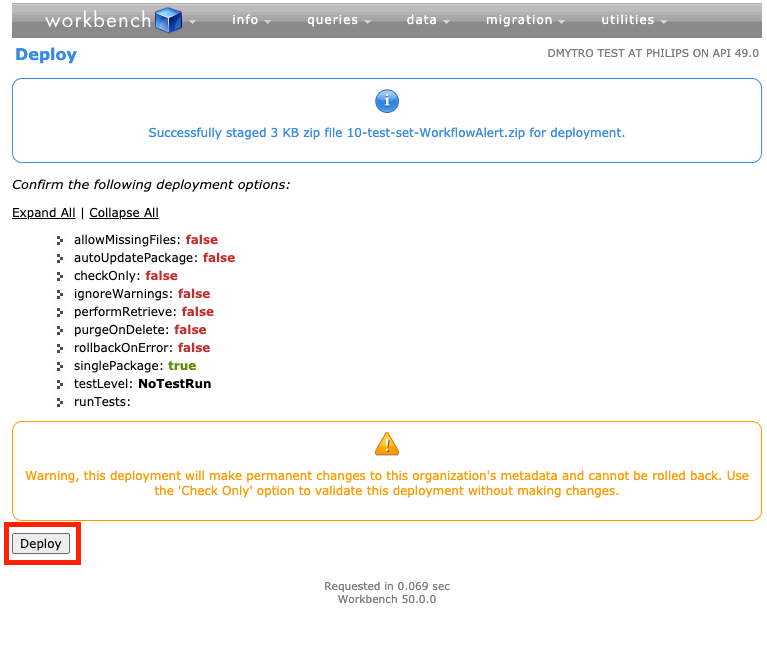 workbench info queries data migration utilities
Deploy
DMYTRO TEST AT PHILIPS ON API 49.0
Successfully staged 3 KB zip file 10-test-set-WorkflowAlert.zip for deployment.
Confirm the following deployment options:
Expand All | Collapse All
allowMissingFiles: false
autoUpdatePackage: false
checkOnly: false
ignoreWarnings: false
performRetrieve: false
purgeOnDelete: false
rollbackOnError: false
singlePackage: true
testLevel: NoTestRun
runTests:
Warning, this deployment will make permanent changes to this organization's metadata and cannot be rolled back. Use
the 'Check Only' option to validate this deployment without making changes.
Deploy
Requested in 0.069 sec
Workbench 50.0.0